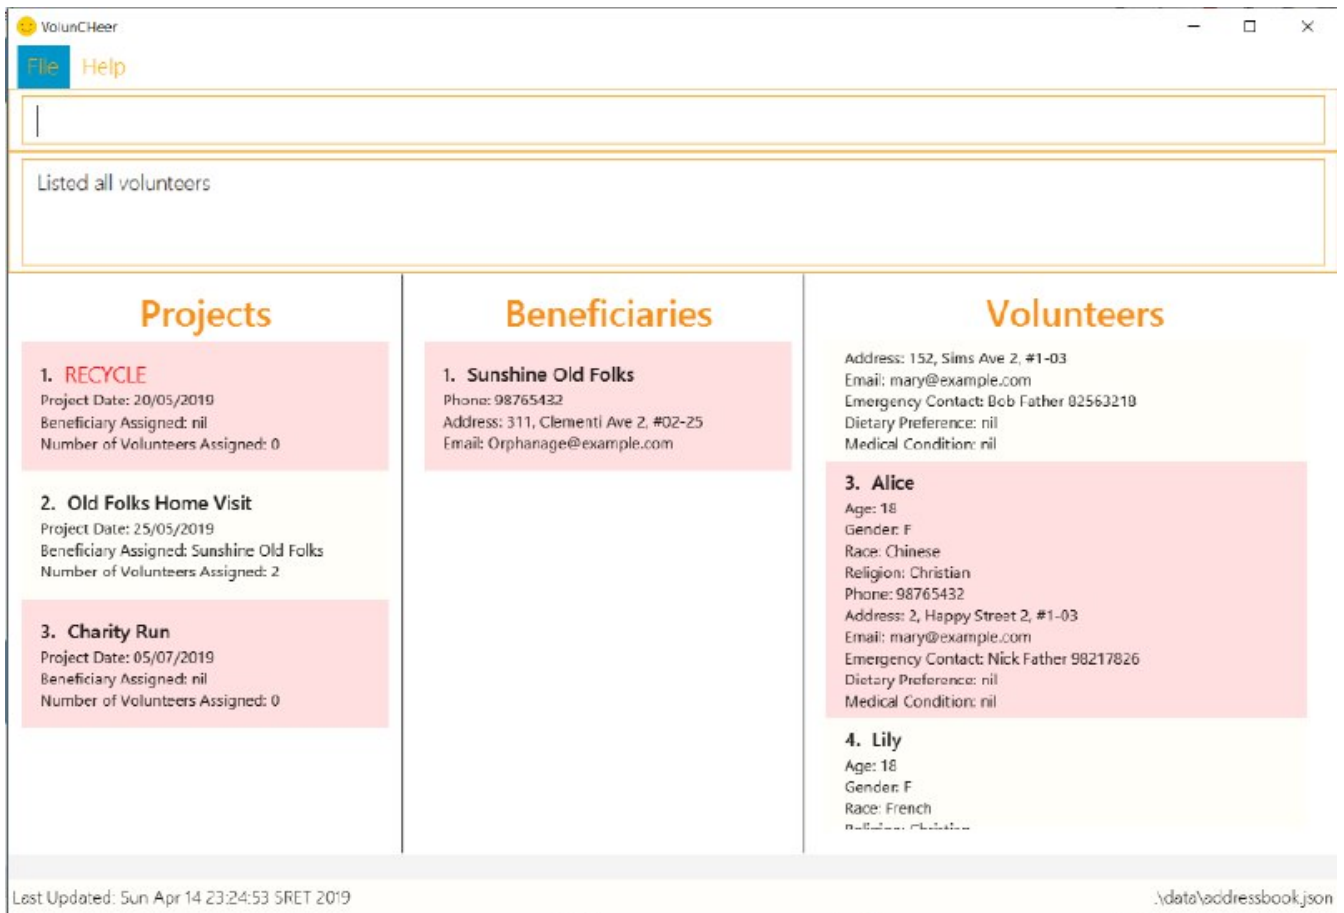 VolunCHeer
File Help
Listed all volunteers
Projects
1. RECYCLE
Project Date: 20/05/2019
Beneficiary Assigned: nil
Number of Volunteers Assigned: 0
2. Old Folks Home Visit
Project Date: 25/05/2019
Beneficiary Assigned: Sunshine Old Folks
Number of Volunteers Assigned: 2
3. Charity Run
Project Date: 05/07/2019
Beneficiary Assigned: nil
Number of Volunteers Assigned: 0
Beneficiaries
1. Sunshine Old Folks
Phone: 98765432
Address: 311, Clementi Ave 2, #02-25
Email: Orphanage@example.com
Volunteers
Address: 152, Sims Ave 2, #1-03
Email: mary@example.com
Emergency Contact: Bob Father 82563218
Dietary Preference: nil
Medical Condition: nil
3. Alice
Age: 18
Gender: F
Race: Chinese
Religion: Christian
Phone: 98765432
Address: 2, Happy Street 2, #1-03
Email: mary@example.com
Emergency Contact: Nick Father 98217826
Dietary Preference: nil
Medical Condition: nil
4. Lily
Age: 18
Gender: F
Race: French
Religion: Christian
Last Updated: Sun Apr 14 23:24:53 SRET 2019
.\data\addressbook.json